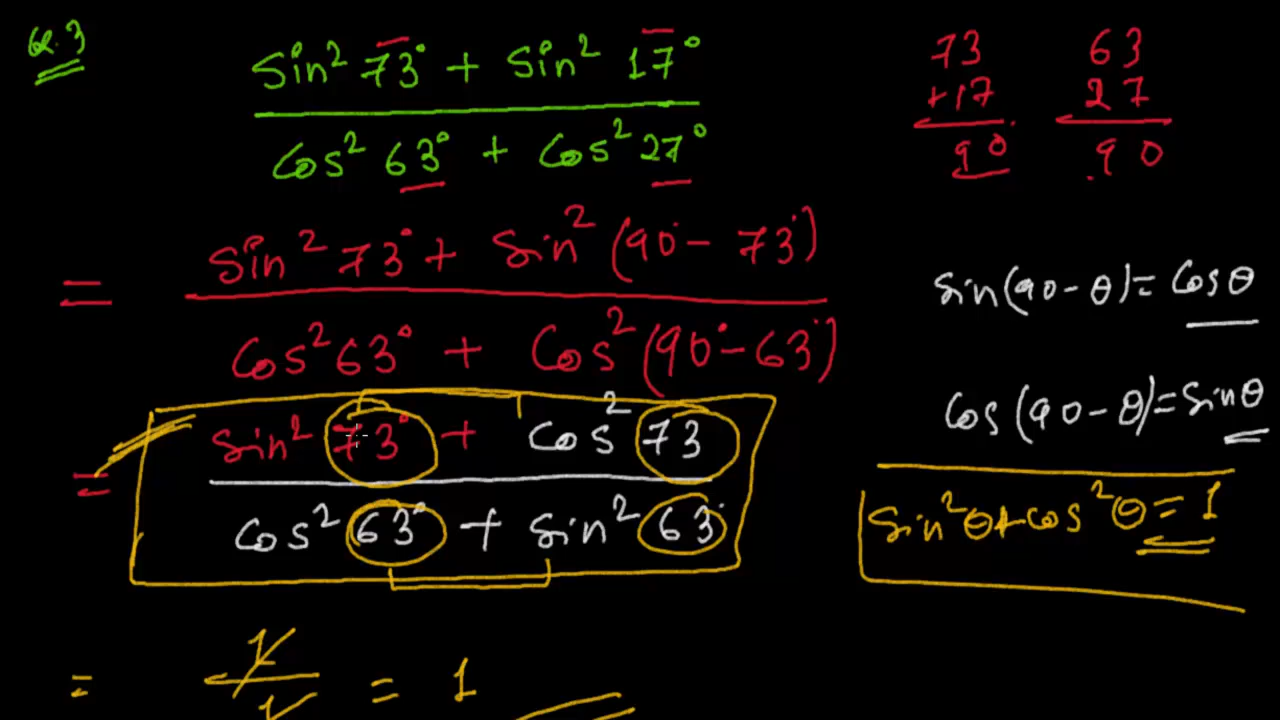 Q.3
Sin² 73° + Sin² 17°
Cos² 63° + Cos² 27°
73
+17
90
63
27
90
= Sin² 73° + Sin² (90° - 73°)
Cos² 63° + Cos² (90° - 63°)
Sin(90 - θ) = Cosθ
Cos(90 - θ) = Sinθ
= Sin² 73° + Cos² 73
Cos² 63° + Sin² 63°
Sin²θ + Cos²θ = 1
= 1
1 = 1